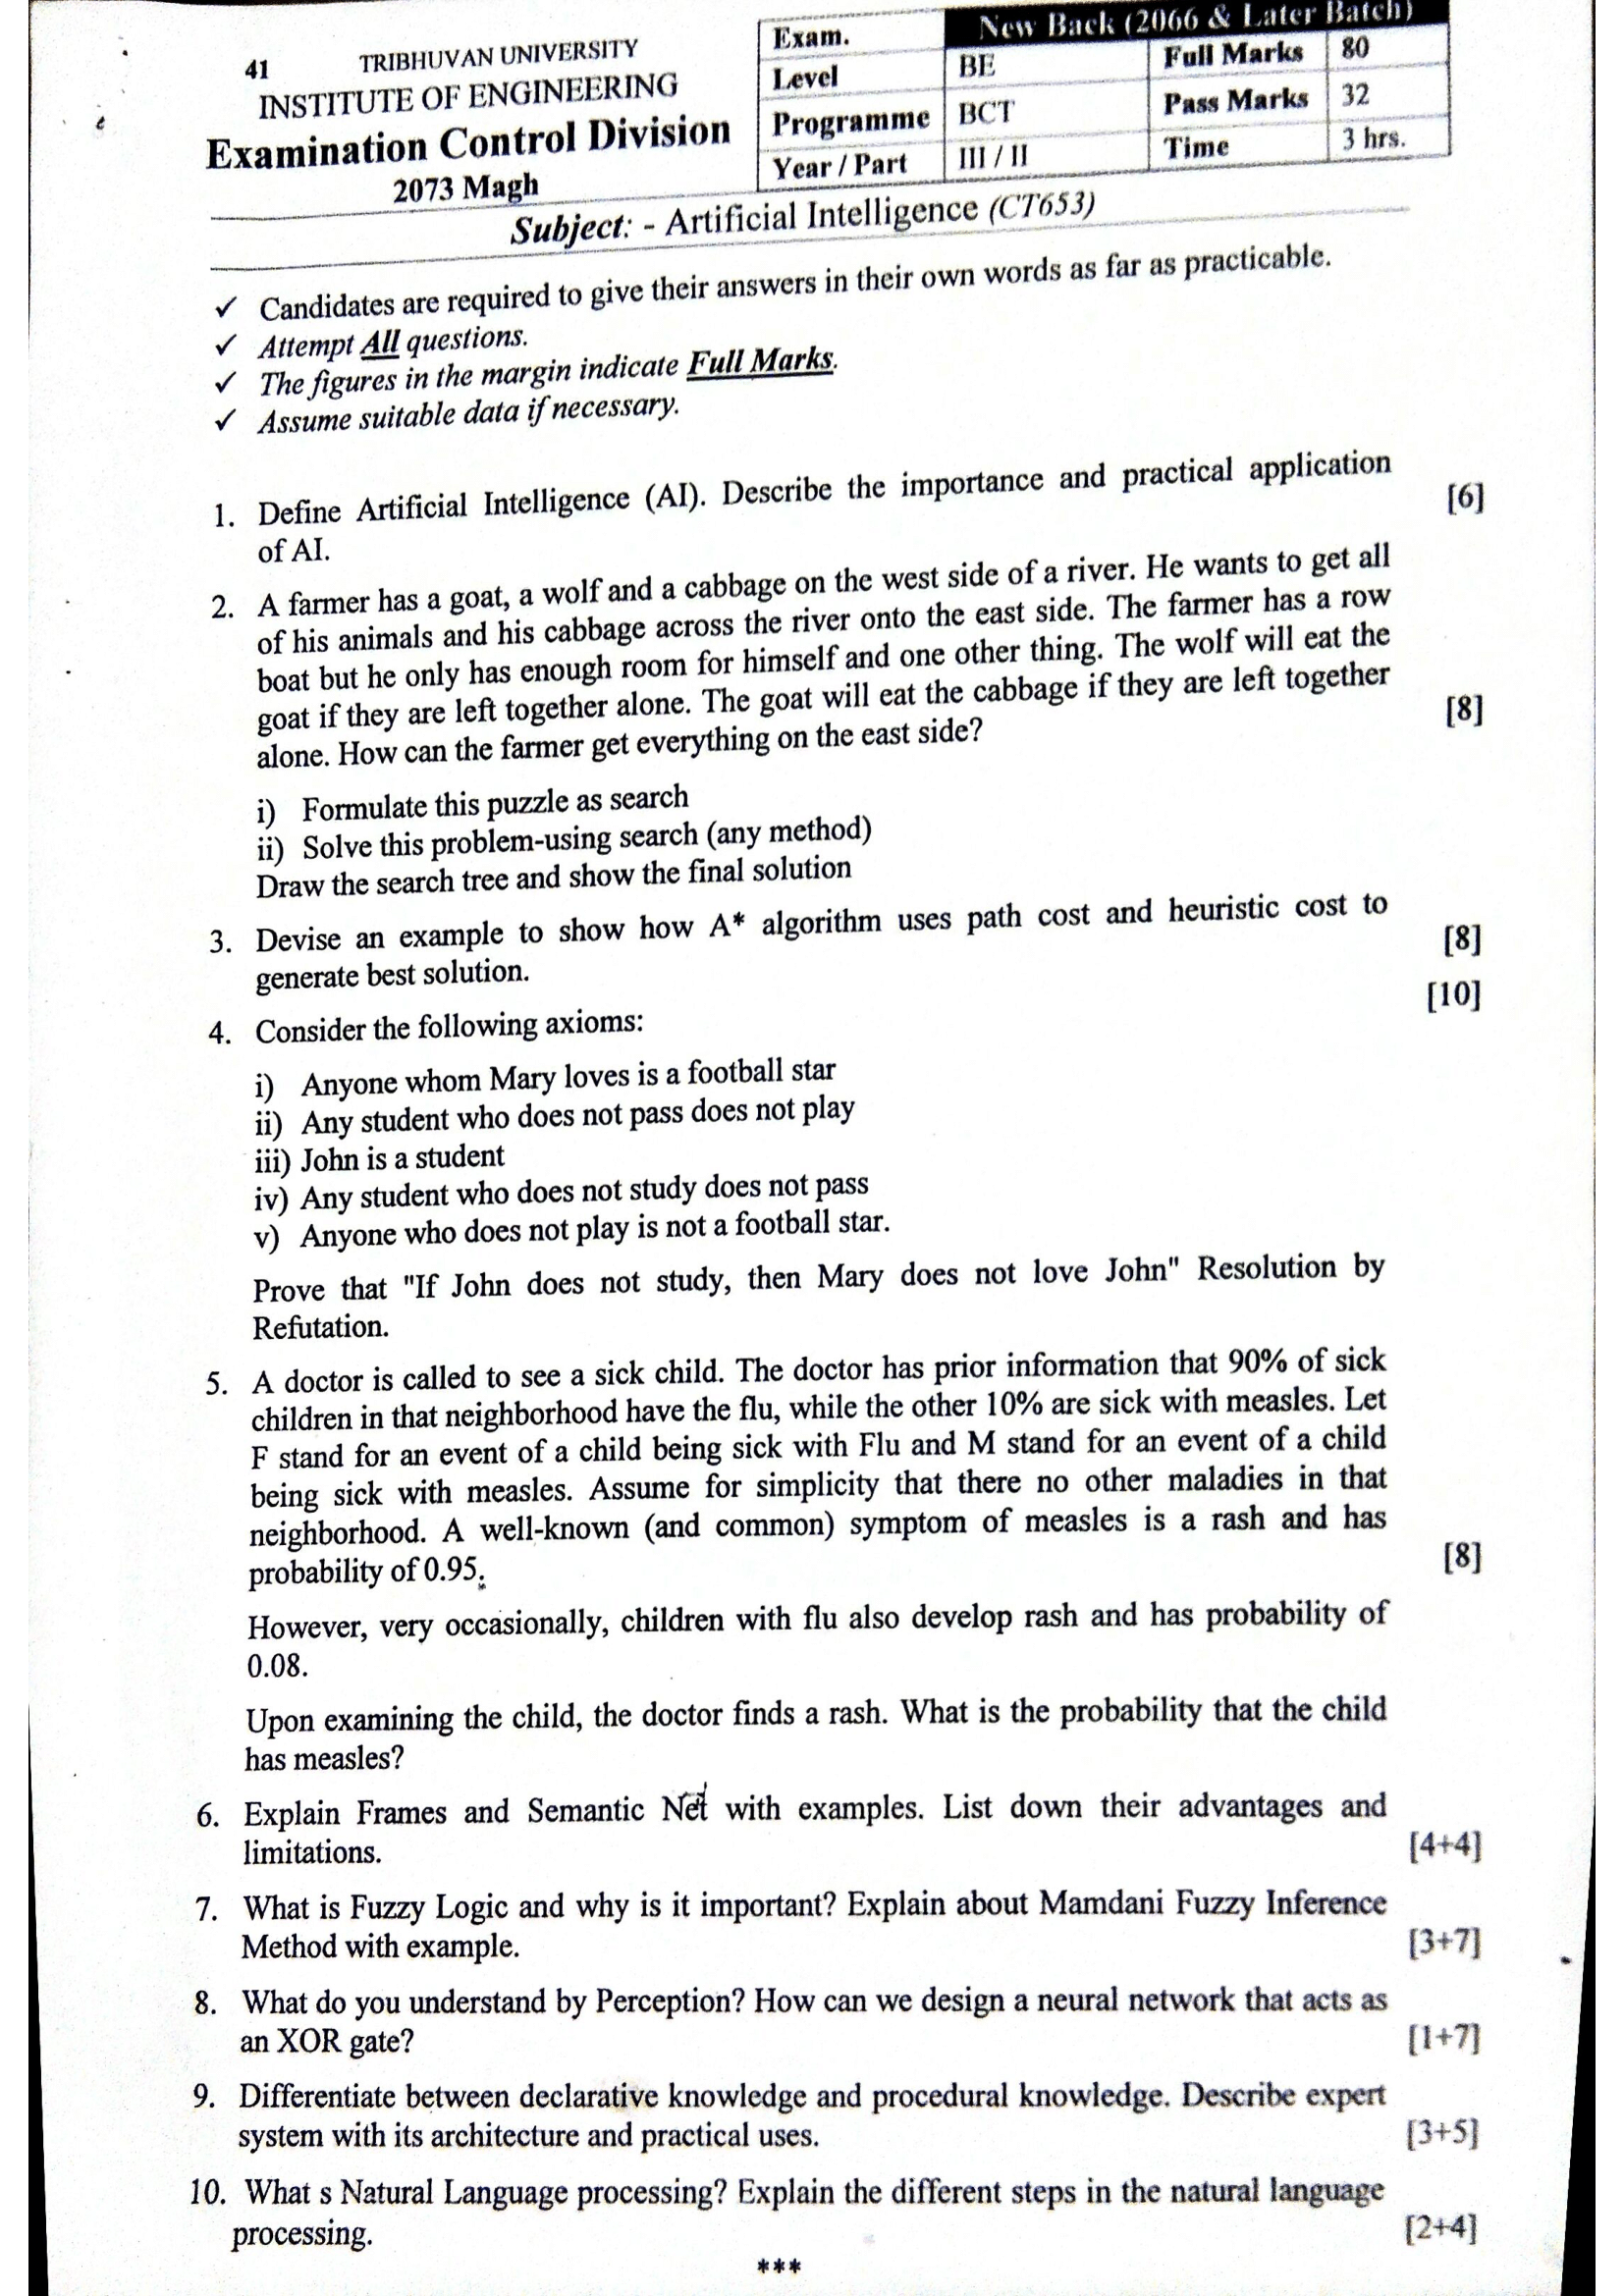 41
TRIBHUVAN UNIVERSITY
INSTITUTE OF ENGINEERING
Examination Control Division
2073 Magh
Exam. New Back (2066 & Later Batch)
Level BE Full Marks 80
Programme BCT Pass Marks 32
Year / Part III / II Time 3 hrs.
Subject: - Artificial Intelligence (CT653)
✓ Candidates are required to give their answers in their own words as far as practicable.
✓ Attempt All questions.
✓ The figures in the margin indicate Full Marks.
✓ Assume suitable data if necessary.
1. Define Artificial Intelligence (AI). Describe the importance and practical application
of AI. [6]
2. A farmer has a goat, a wolf and a cabbage on the west side of a river. He wants to get all
of his animals and his cabbage across the river onto the east side. The farmer has a row
boat but he only has enough room for himself and one other thing. The wolf will eat the
goat if they are left together alone. The goat will eat the cabbage if they are left together
alone. How can the farmer get everything on the east side? [8]
i) Formulate this puzzle as search
ii) Solve this problem-using search (any method)
Draw the search tree and show the final solution
3. Devise an example to show how A* algorithm uses path cost and heuristic cost to
generate best solution. [8]
4. Consider the following axioms: [10]
i) Anyone whom Mary loves is a football star
ii) Any student who does not pass does not play
iii) John is a student
iv) Any student who does not study does not pass
v) Anyone who does not play is not a football star.
Prove that "If John does not study, then Mary does not love John" Resolution by
Refutation.
5. A doctor is called to see a sick child. The doctor has prior information that 90% of sick
children in that neighborhood have the flu, while the other 10% are sick with measles. Let
F stand for an event of a child being sick with Flu and M stand for an event of a child
being sick with measles. Assume for simplicity that there no other maladies in that
neighborhood. A well-known (and common) symptom of measles is a rash and has
probability of 0.95. [8]
However, very occasionally, children with flu also develop rash and has probability of
0.08.
Upon examining the child, the doctor finds a rash. What is the probability that the child
has measles?
6. Explain Frames and Semantic Net with examples. List down their advantages and
limitations. [4+4]
7. What is Fuzzy Logic and why is it important? Explain about Mamdani Fuzzy Inference
Method with example. [3+7]
8. What do you understand by Perception? How can we design a neural network that acts as
an XOR gate? [1+7]
9. Differentiate between declarative knowledge and procedural knowledge. Describe expert
system with its architecture and practical uses. [3+5]
10. What s Natural Language processing? Explain the different steps in the natural language
processing. [2+4]
***